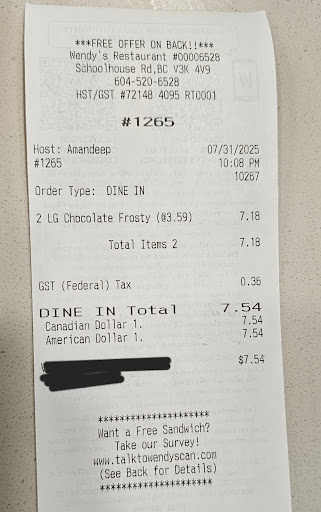 ***FREE OFFER ON BACK!!***
Wendy's Restaurant #00006528
Schoolhouse Rd,BC V3K 4V9
604-520-6528
HST/GST #72148 4095 RT0001
#1265
Host: Amandeep 07/31/2025
#1265 10:08 PM
10267
Order Type: DINE IN
2 LG Chocolate Frosty (@3.59) 7.18
Total Items 2 7.18
GST (Federal) Tax 0.36
DINE IN Total 7.54
Canadian Dollar 1. 7.54
American Dollar 1. 7.54
$7.54
*********************
Want a Free Sandwich?
Take our Survey!
www.talktowendyscan.com
(See Back for Details)
*********************